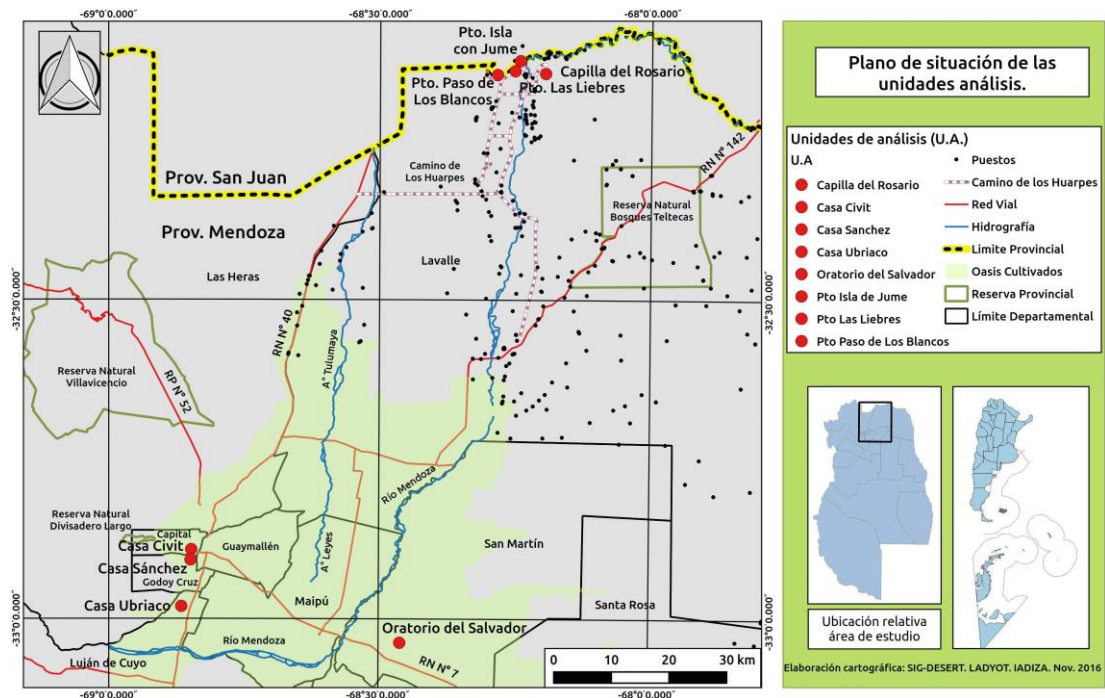 -69°0'0.000"
-68°30'0.000"
-68°0'0.000"
Pto. Isla
con Jume
Capilla del Rosario
Pto. Paso de
Los Blancos
Pto. Las Liebres
RN N° 142
Prov. San Juan
Camino de
Los Huarpes
Reserva Natural
Bosques Telteca
Prov. Mendoza
Las Heras
Lavalle
-32°30'0.000"
-32°30'0.000"
RN N° 40
A° Tulumaya
Reserva Natural
Villavicencio
RP N° 52
Río Mendoza
Reserva Natural
Divisadero Largo
Capital
Casa Civit
Guaymallén
Casa Sánchez
Godoy Cruz
A° Leyes
San Martín
Maipú
Santa Rosa
Casa Ubriaco
-33°0'0.000"
-33°0'0.000"
Oratorio del Salvador
Río Mendoza
Luján de Cuyo
RN N° 7
0 10 20 30 km
-69°0'0.000"
-68°30'0.000"
-68°0'0.000"
Plano de situación de las
unidades análisis.
Unidades de análisis (U.A.)
U.A
Capilla del Rosario
Casa Civit
Casa Sanchez
Casa Ubriaco
Oratorio del Salvador
Pto Isla de Jume
Pto Las Liebres
Pto Paso de Los Blancos
Puestos
Camino de los Huarpes
Red Vial
Hidrografía
Límite Provincial
Oasis Cultivados
Reserva Provincial
Límite Departamental
Ubicación relativa
área de estudio
Elaboración cartográfica: SIG-DESERT. LADYOT. IADIZA. Nov. 2016